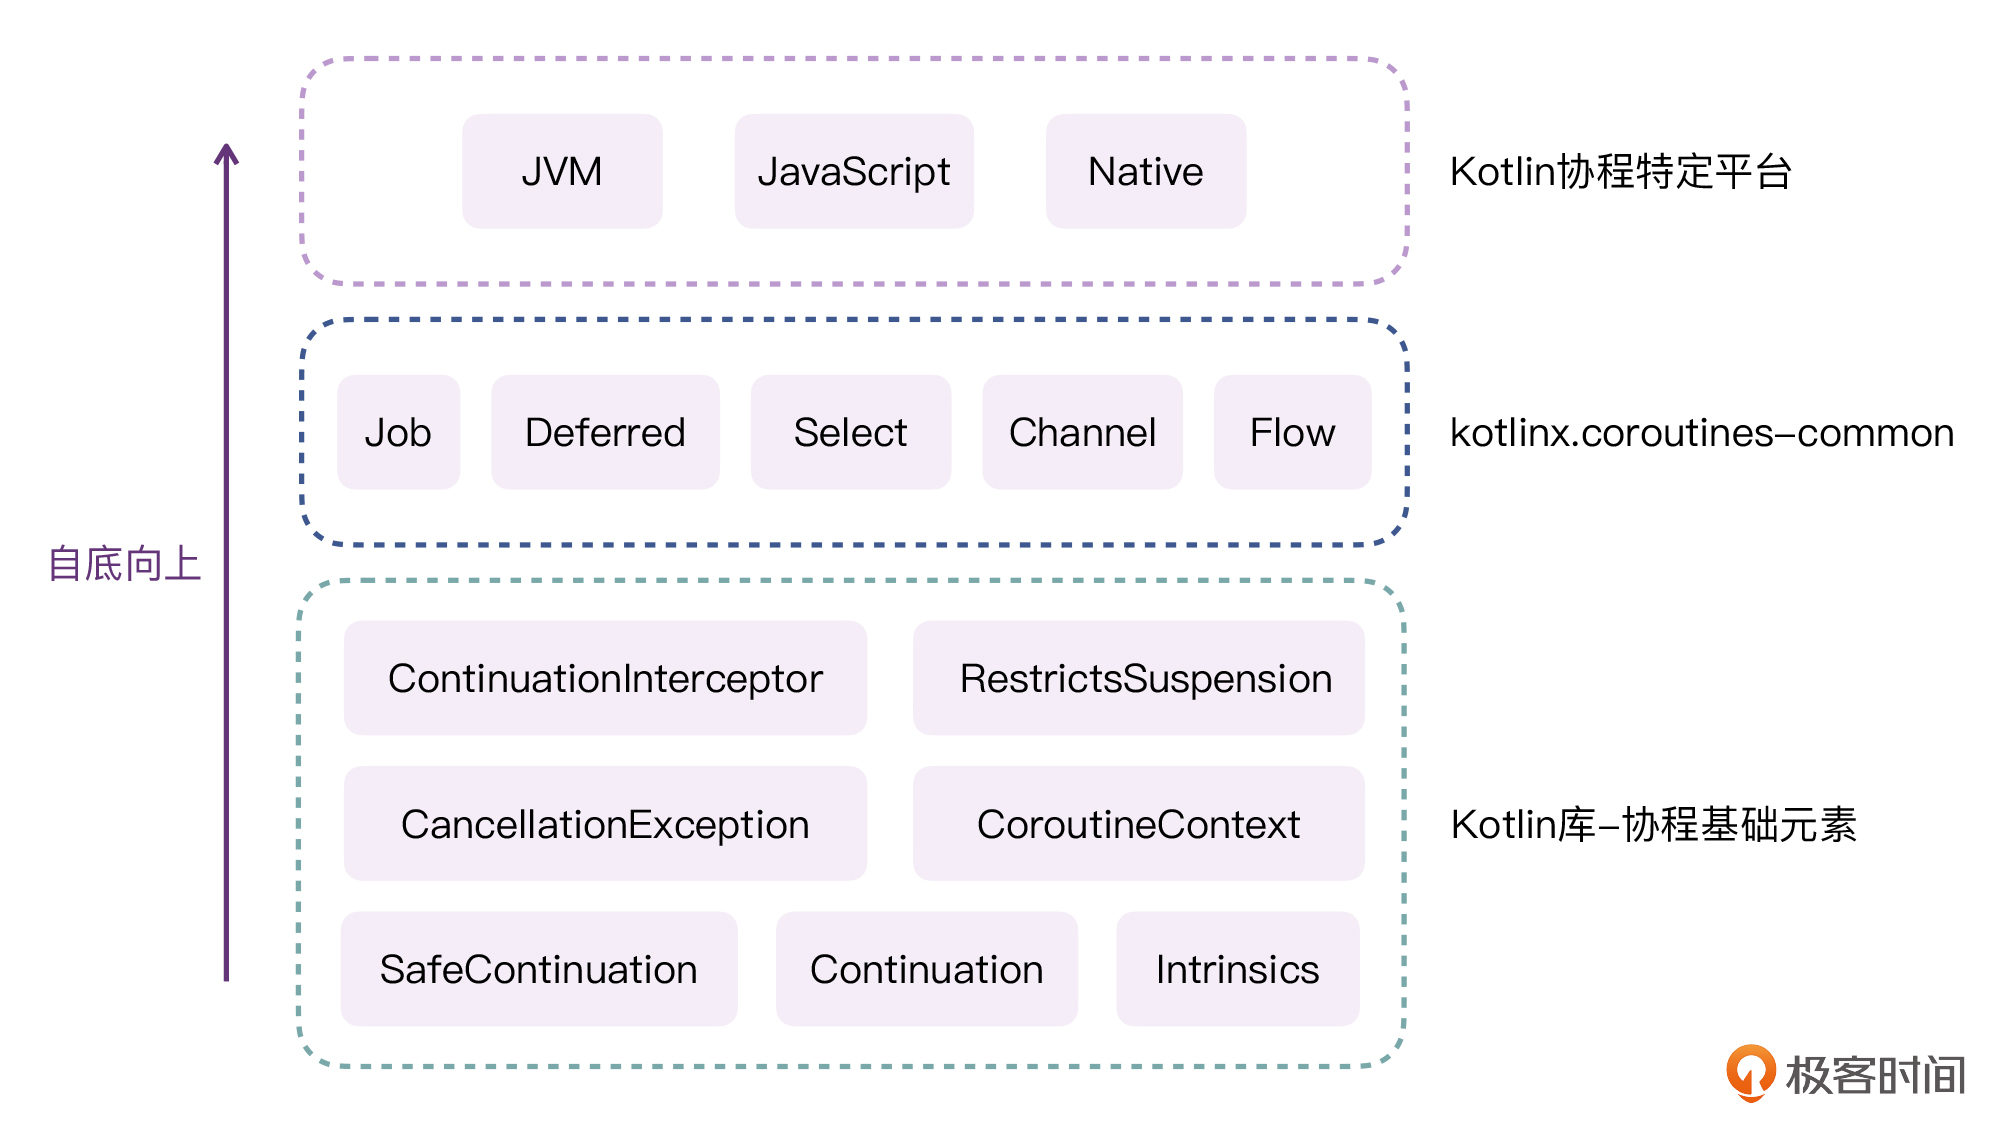 JVM
JavaScript
Native
Kotlin协程特定平台
Job
Deferred
Select
Channel
Flow
kotlinx.coroutines-common
自底向上
ContinuationInterceptor
RestrictsSuspension
CancellationException
CoroutineContext
Kotlin库-协程基础元素
SafeContinuation
Continuation
Intrinsics
极客时间